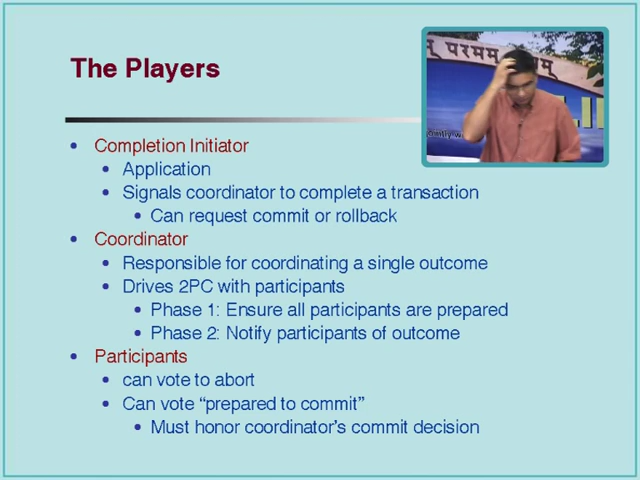 म् परमम् 
The Players
Completion Initiator
Application
Signals coordinator to complete a transaction
Can request commit or rollback
Coordinator
Responsible for coordinating a single outcome
Drives 2PC with participants
Phase 1: Ensure all participants are prepared
Phase 2: Notify participants of outcome
Participants
can vote to abort
Can vote “prepared to commit”
Must honor coordinator’s commit decision